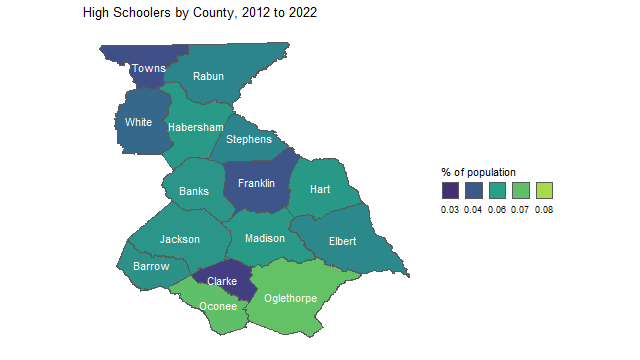 High Schoolers by County, 2012 to 2022
Towns
Rabun
White
Habersham
Stephens
Banks
Franklin
Hart
Jackson
Madison
Elbert
Barrow
Clarke
Oconee
Oglethorpe
% of population
0.03 0.04 0.06 0.07 0.08